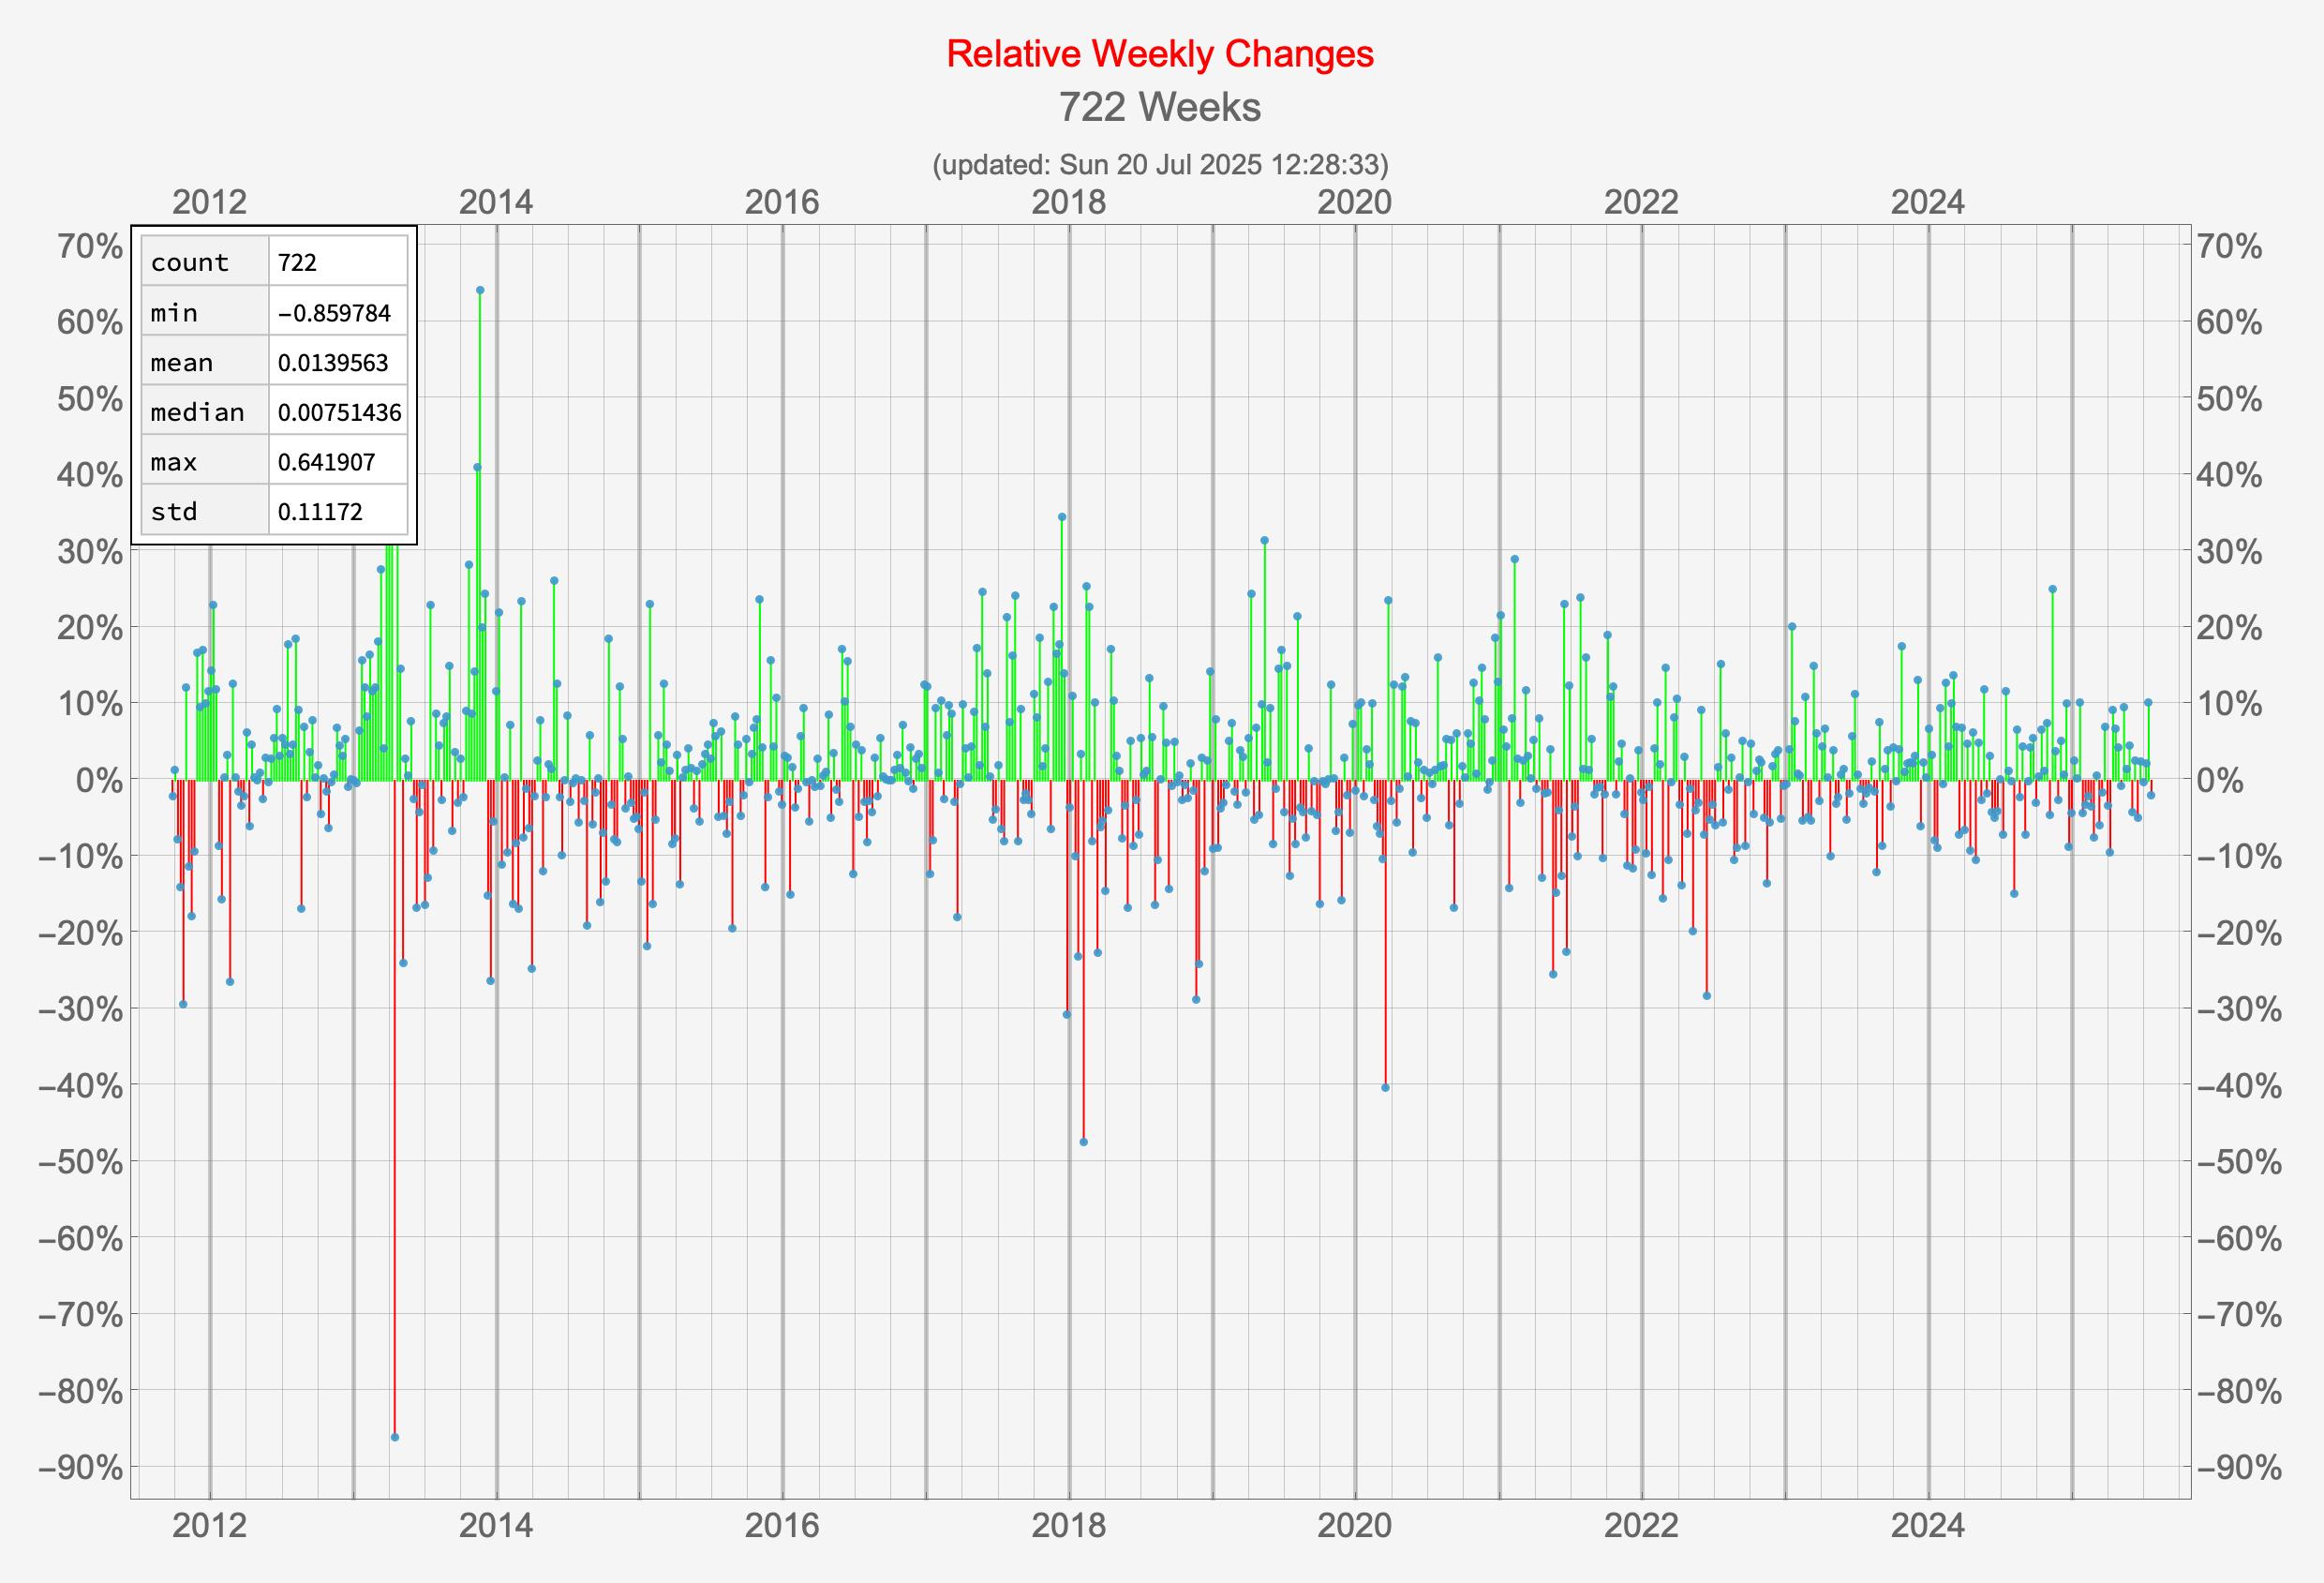 Relative Weekly Changes
722 Weeks
(updated: Sun 20 Jul 2025 12:28:33)
2012 2014 2016 2018 2020 2022 2024
count 722
min −0.859784
mean 0.0139563
median 0.00751436
max 0.641907
std 0.11172
70% 70%
60% 60%
50% 50%
40% 40%
30% 30%
20% 20%
10% 10%
0% 0%
−10% −10%
−20% −20%
−30% −30%
−40% −40%
−50% −50%
−60% −60%
−70% −70%
−80% −80%
−90% −90%
2012 2014 2016 2018 2020 2022 2024